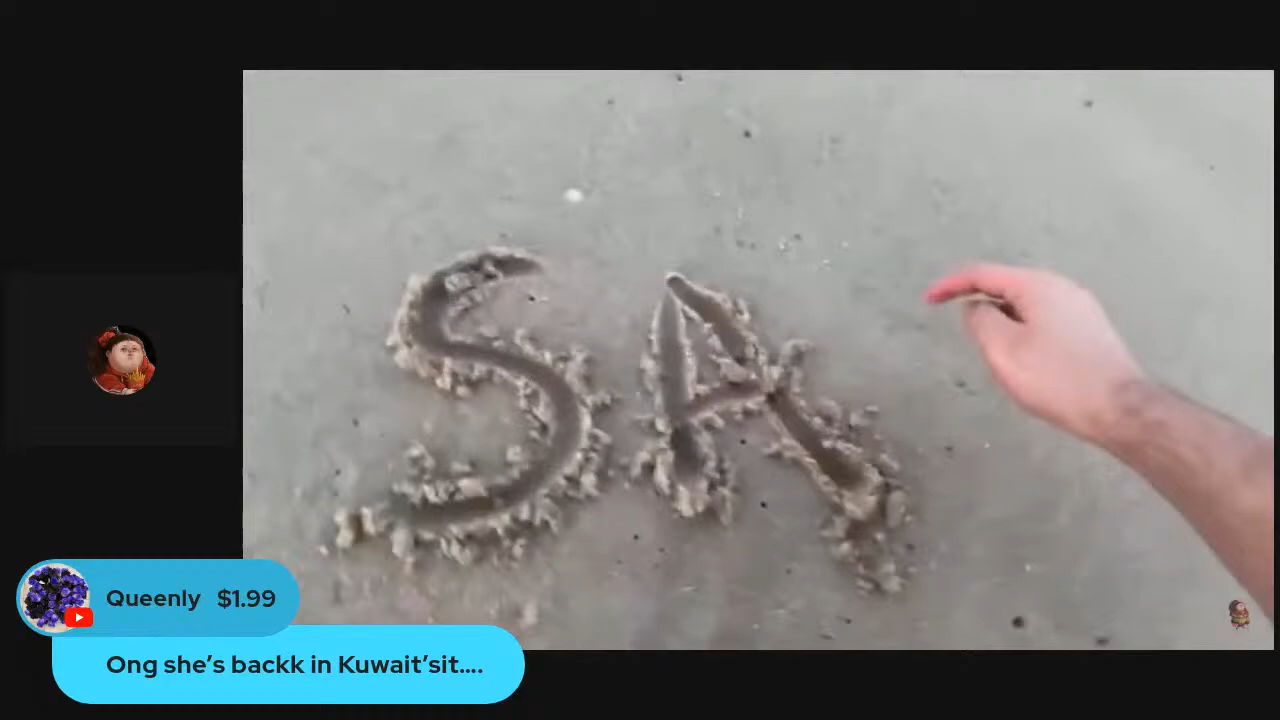 SA
Queenly $1.99
Ong she’s backk in Kuwait’sit....